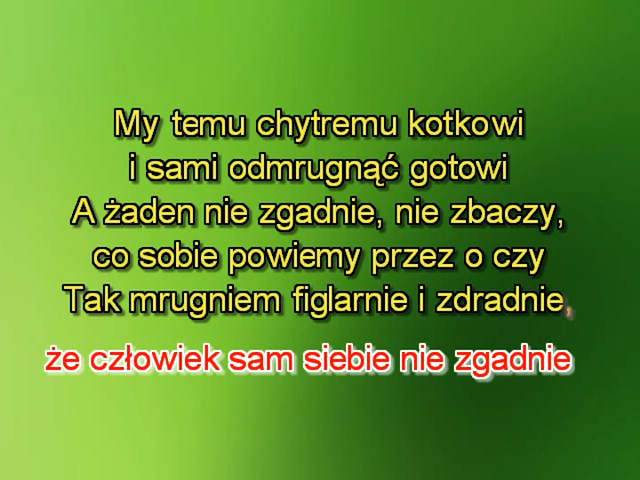 My temu chytremu kotkowi
i sami odmrugnąć gotowi
A żaden nie zgadnie, nie zbaczy,
co sobie powiemy przez o czy
Tak mrugniem figlarnie i zdradnie,
że człowiek sam siebie nie zgadnie